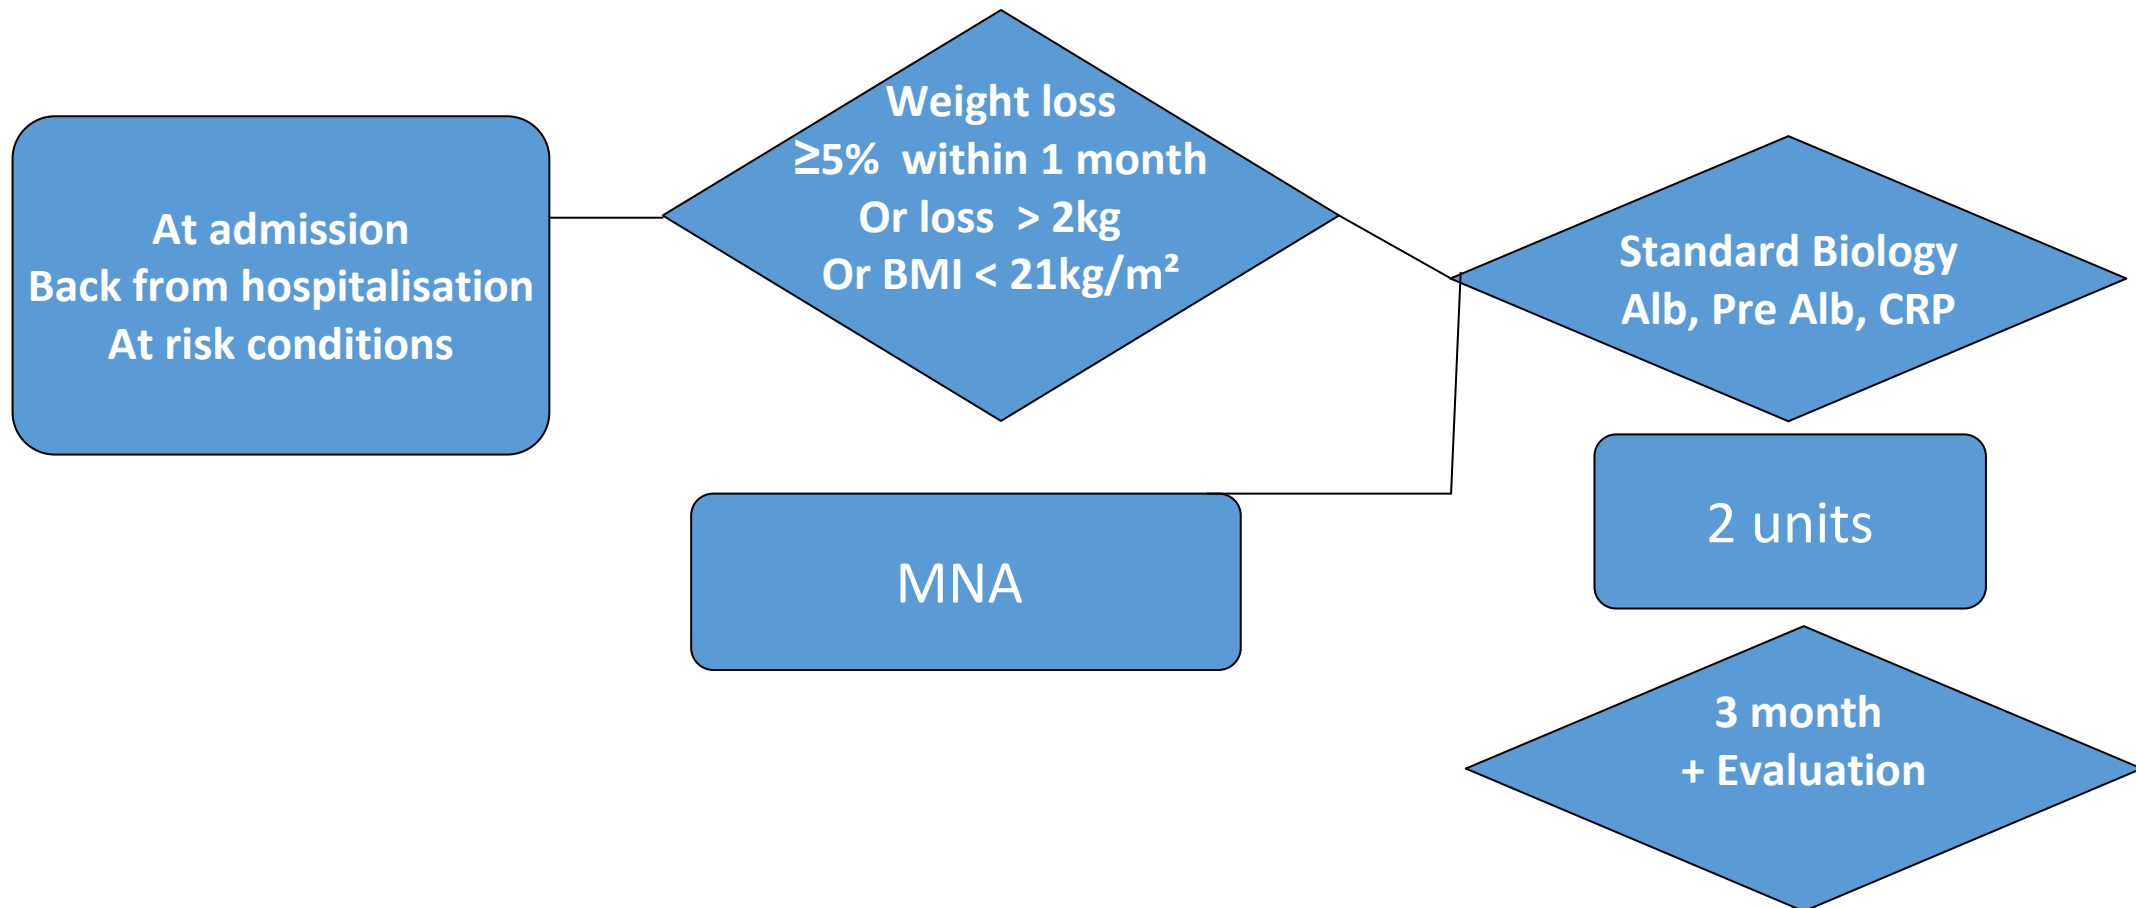 At admission
Back from hospitalisation
At risk conditions
Weight loss
≥5% within 1 month
Or loss > 2kg
Or BMI < 21kg/m²
Standard Biology
Alb, Pre Alb, CRP
MNA
2 units
3 month
+ Evaluation